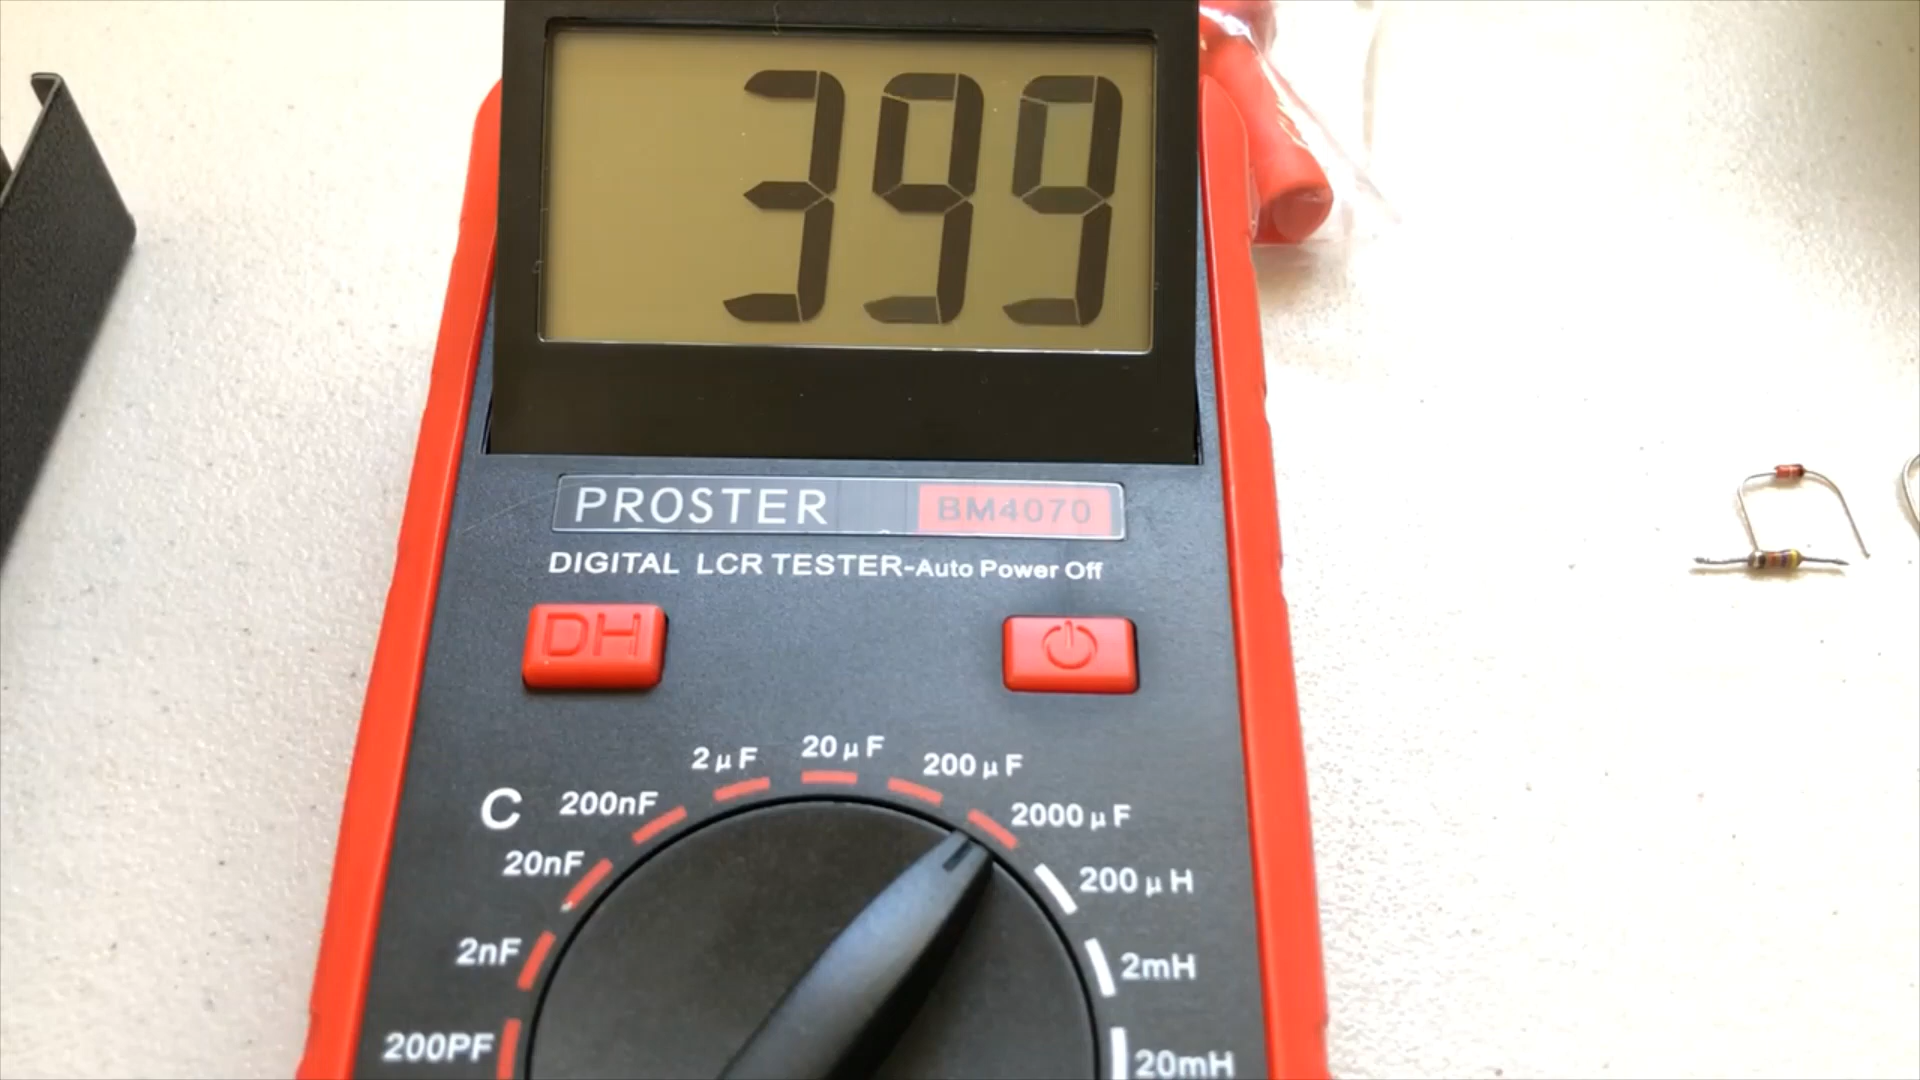 399
PROSTER BM4070
DIGITAL LCR TESTER-Auto Power Off
DH
2μF 20μF 200μF
C 200nF 2000μF
20nF 200μH
2nF 2mH
200PF 20mH